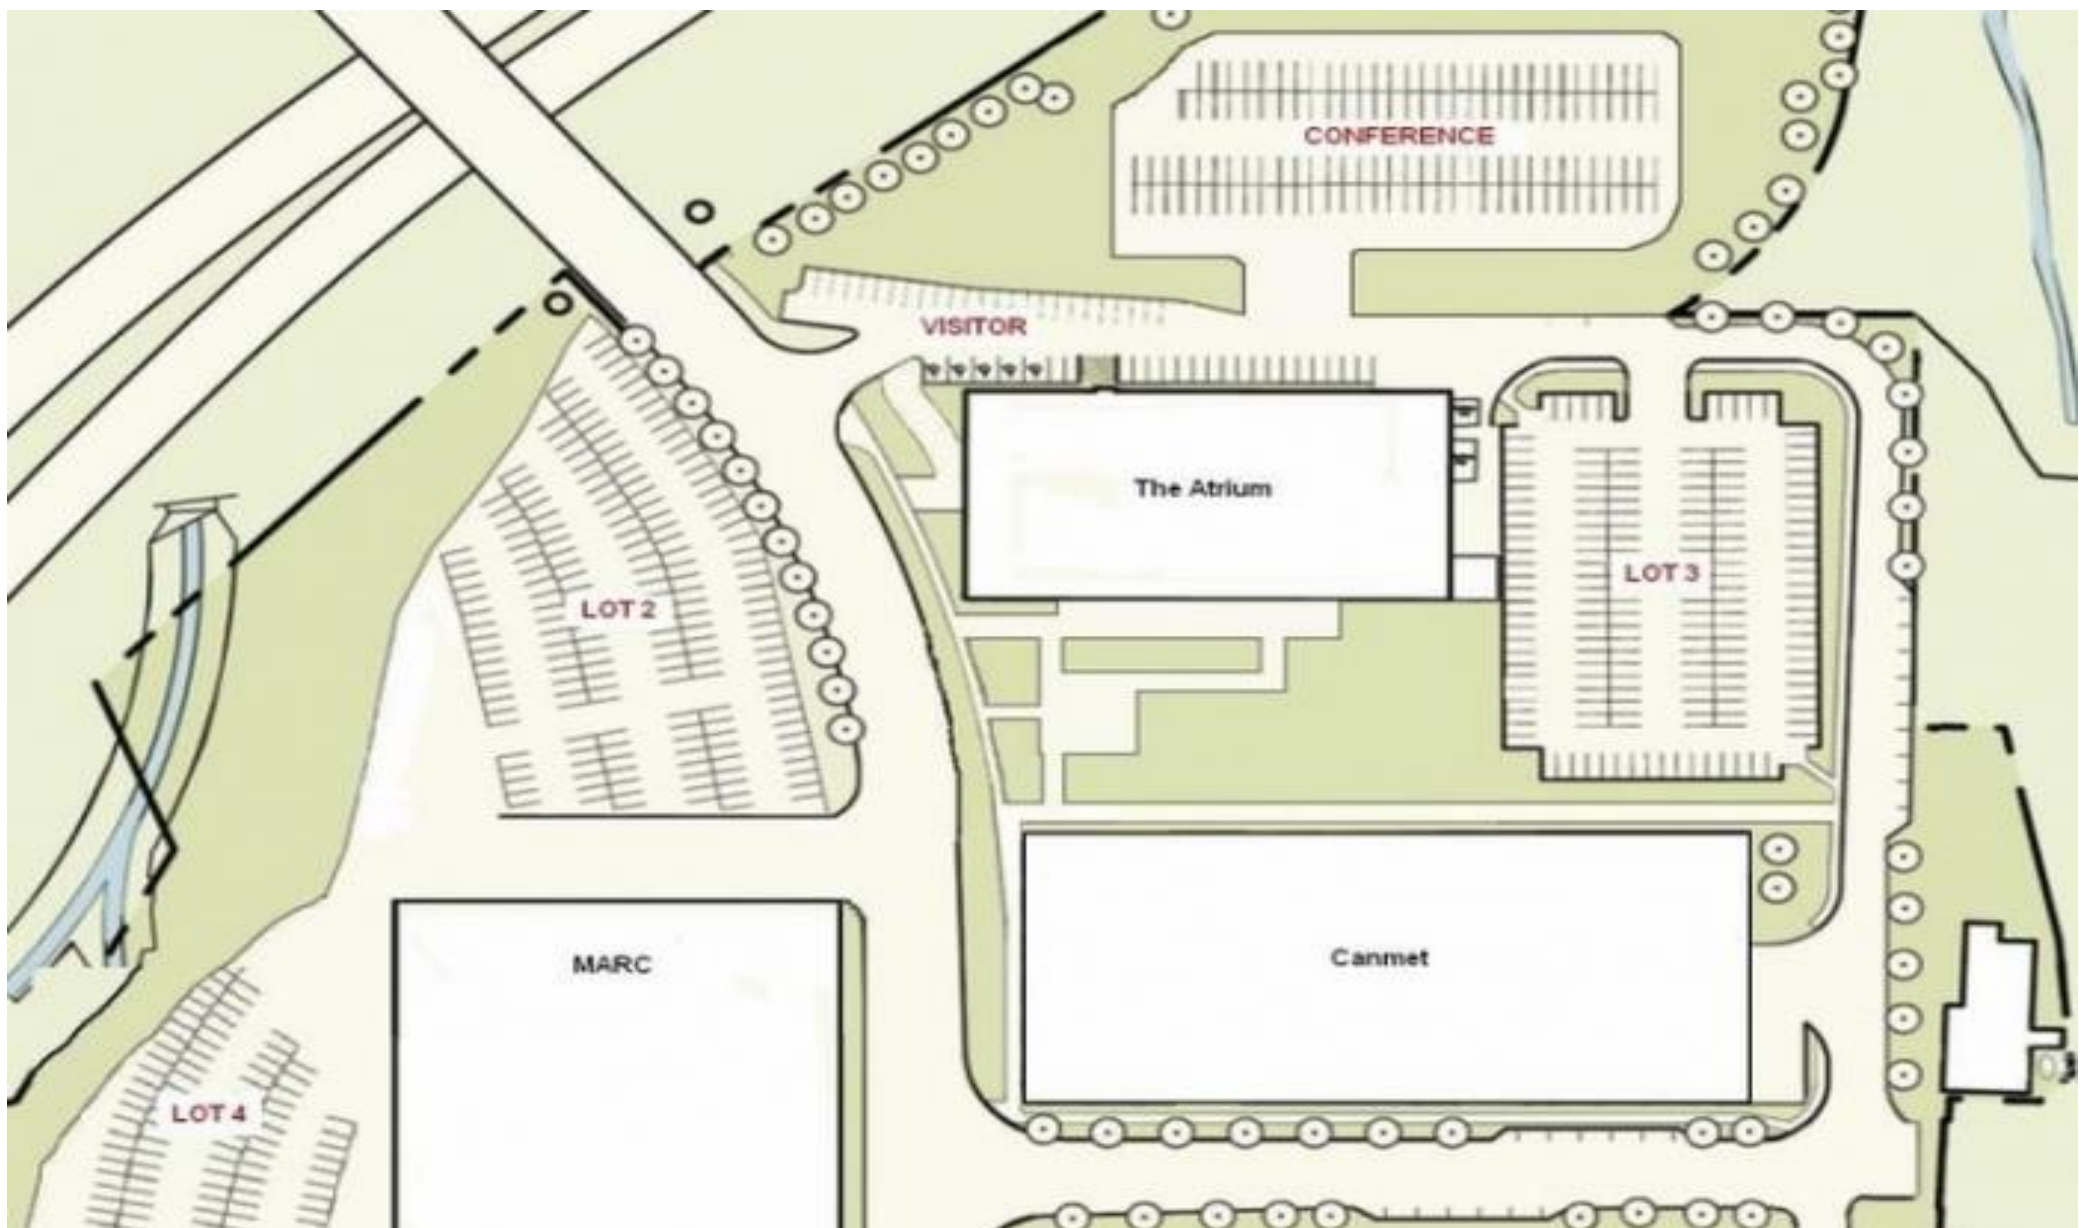 CONFERENCE
VISITOR
The Atrium
LOT 3
LOT 2
MARC
Canmet
LOT 4